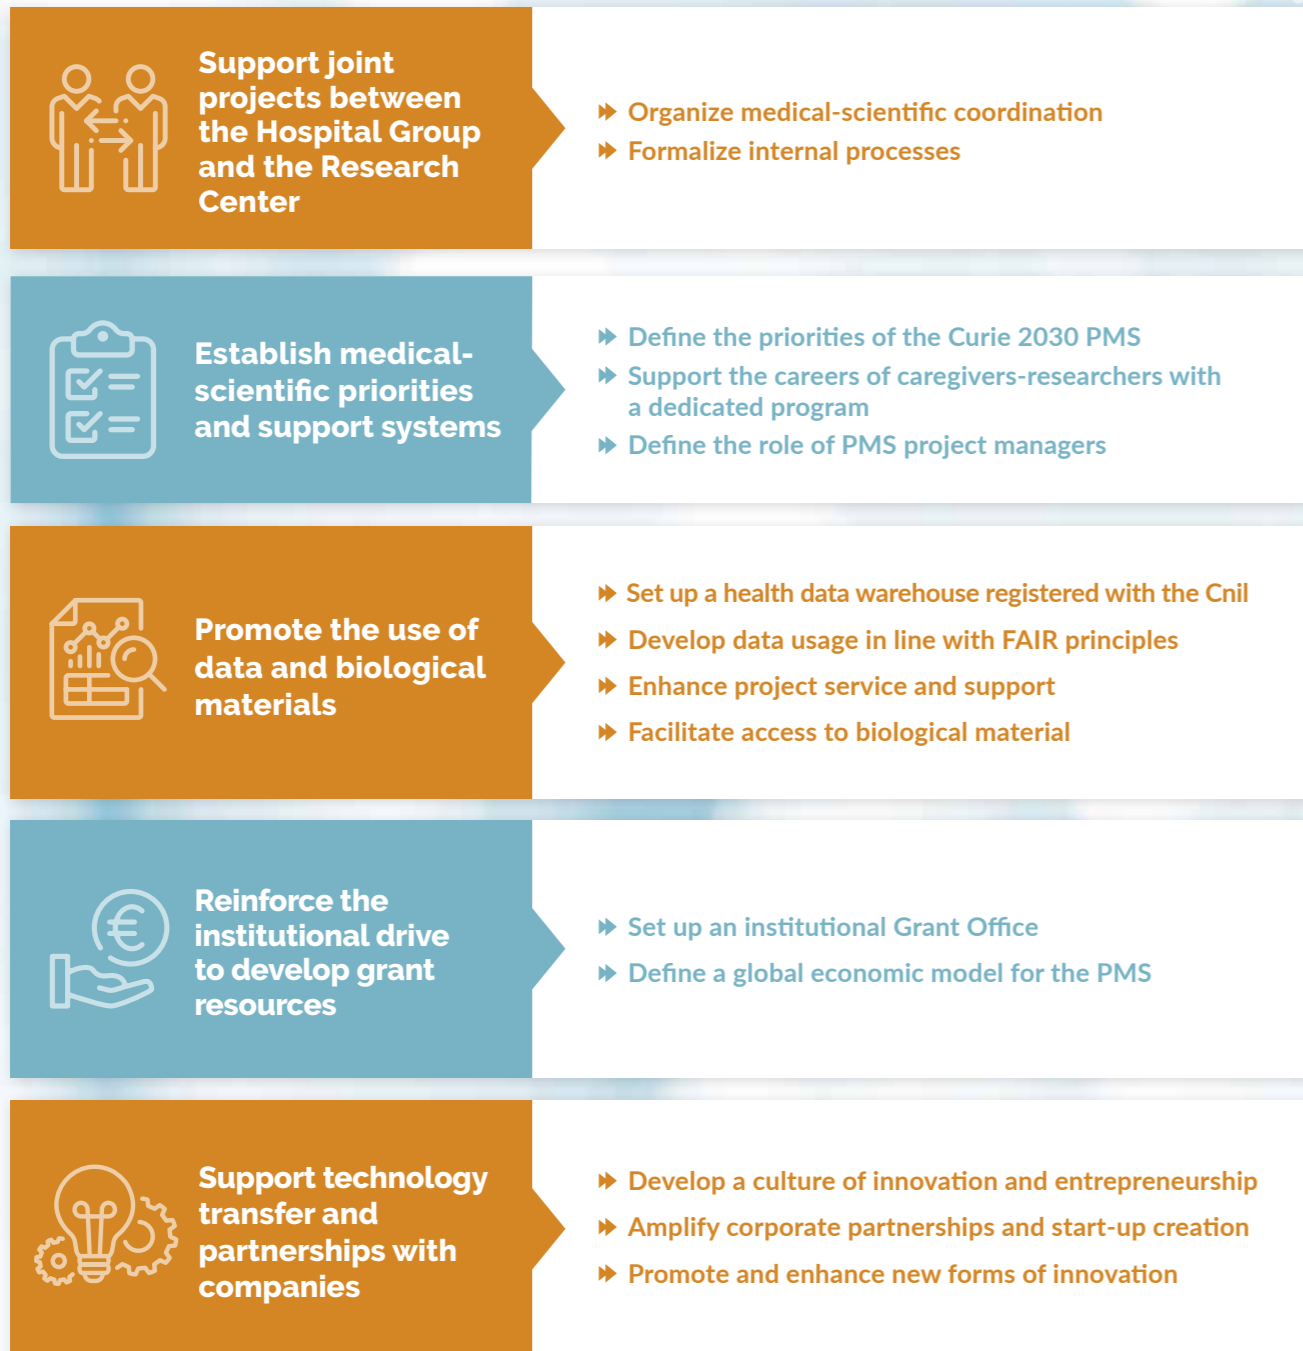 Support joint
projects between
the Hospital Group
and the Research
Center
Organize medical-scientific coordination
Formalize internal processes
Establish medical-
scientific priorities
and support systems
Define the priorities of the Curie 2030 PMS
Support the careers of caregivers-researchers with
a dedicated program
Define the role of PMS project managers
Promote the use of
data and biological
materials
Set up a health data warehouse registered with the Cnil
Develop data usage in line with FAIR principles
Enhance project service and support
Facilitate access to biological material
€
Reinforce the
institutional drive
to develop grant
resources
Set up an institutional Grant Office
Define a global economic model for the PMS
Support technology
transfer and
partnerships with
companies
Develop a culture of innovation and entrepreneurship
Amplify corporate partnerships and start-up creation
Promote and enhance new forms of innovation